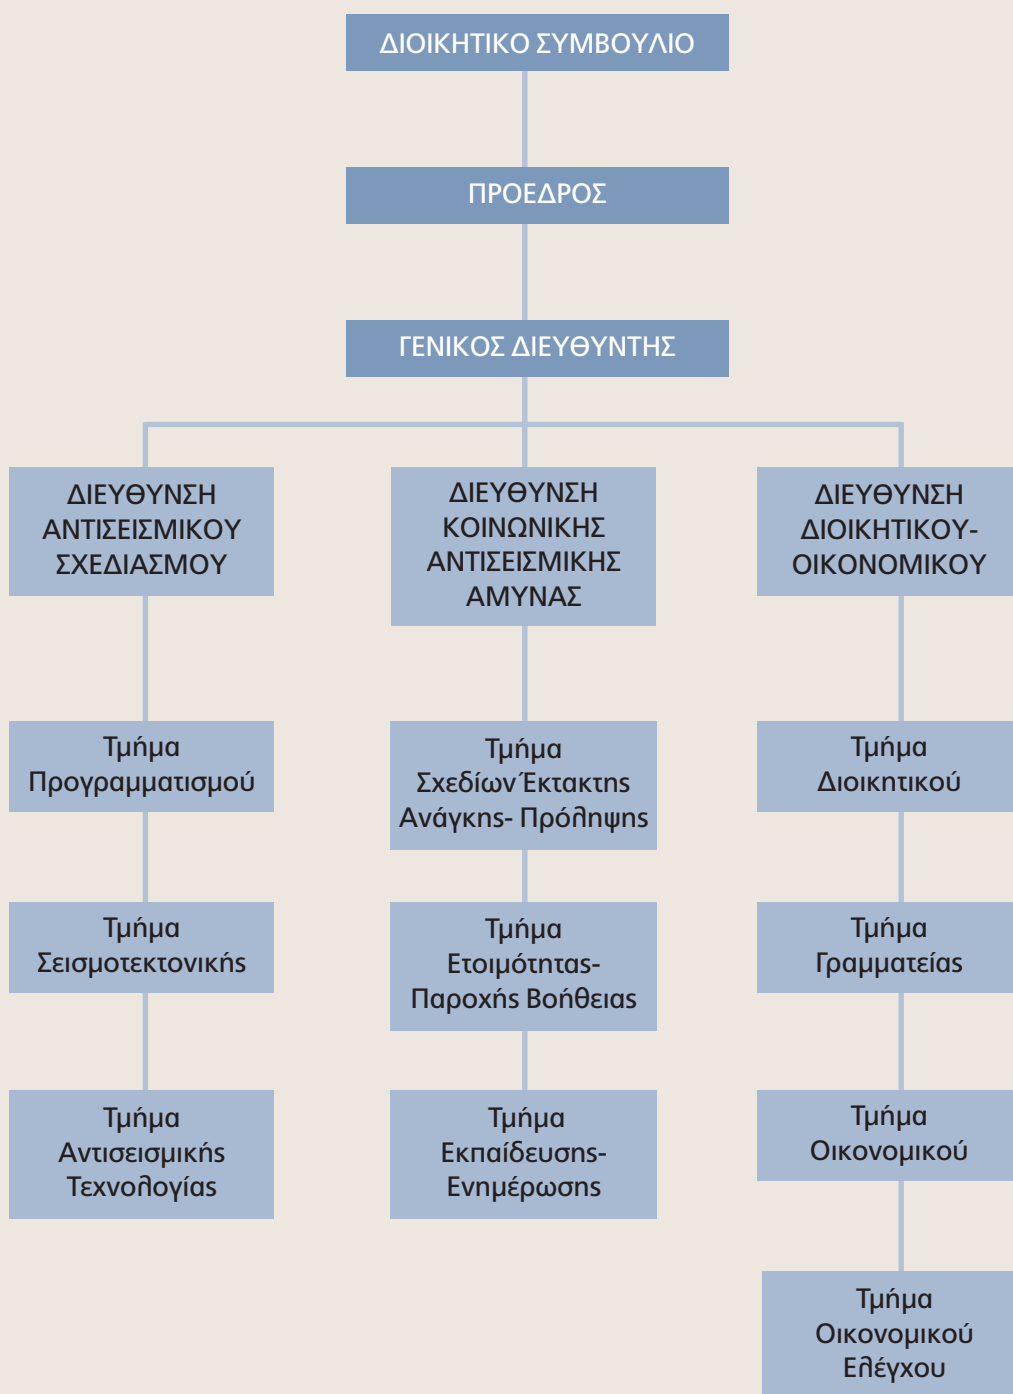 ΔΙΟΙΚΗΤΙΚΟ ΣΥΜΒΟΥΛΙΟ
ΠΡΟΕΔΡΟΣ
ΓΕΝΙΚΟΣ ΔΙΕΥΘΥΝΤΗΣ
ΔΙΕΥΘΥΝΣΗ
ΑΝΤΙΣΕΙΣΜΙΚΟΥ
ΣΧΕΔΙΑΣΜΟΥ
Τμήμα
Προγραμματισμού
Τμήμα
Σεισμοτεκτονικής
Τμήμα
Αντισεισμικής
Τεχνολογίας
ΔΙΕΥΘΥΝΣΗ
ΚΟΙΝΩΝΙΚΗΣ
ΑΝΤΙΣΕΙΣΜΙΚΗΣ
ΑΜΥΝΑΣ
Τμήμα
Σχεδίων Έκτακτης
Ανάγκης- Πρόληψης
Τμήμα
Ετοιμότητας-
Παροχής Βοήθειας
Τμήμα
Εκπαίδευσης-
Ενημέρωσης
ΔΙΕΥΘΥΝΣΗ
ΔΙΟΙΚΗΤΙΚΟΥ-
ΟΙΚΟΝΟΜΙΚΟΥ
Τμήμα
Διοικητικού
Τμήμα
Γραμματείας
Τμήμα
Οικονομικού
Τμήμα
Οικονομικού
Ελέγχου